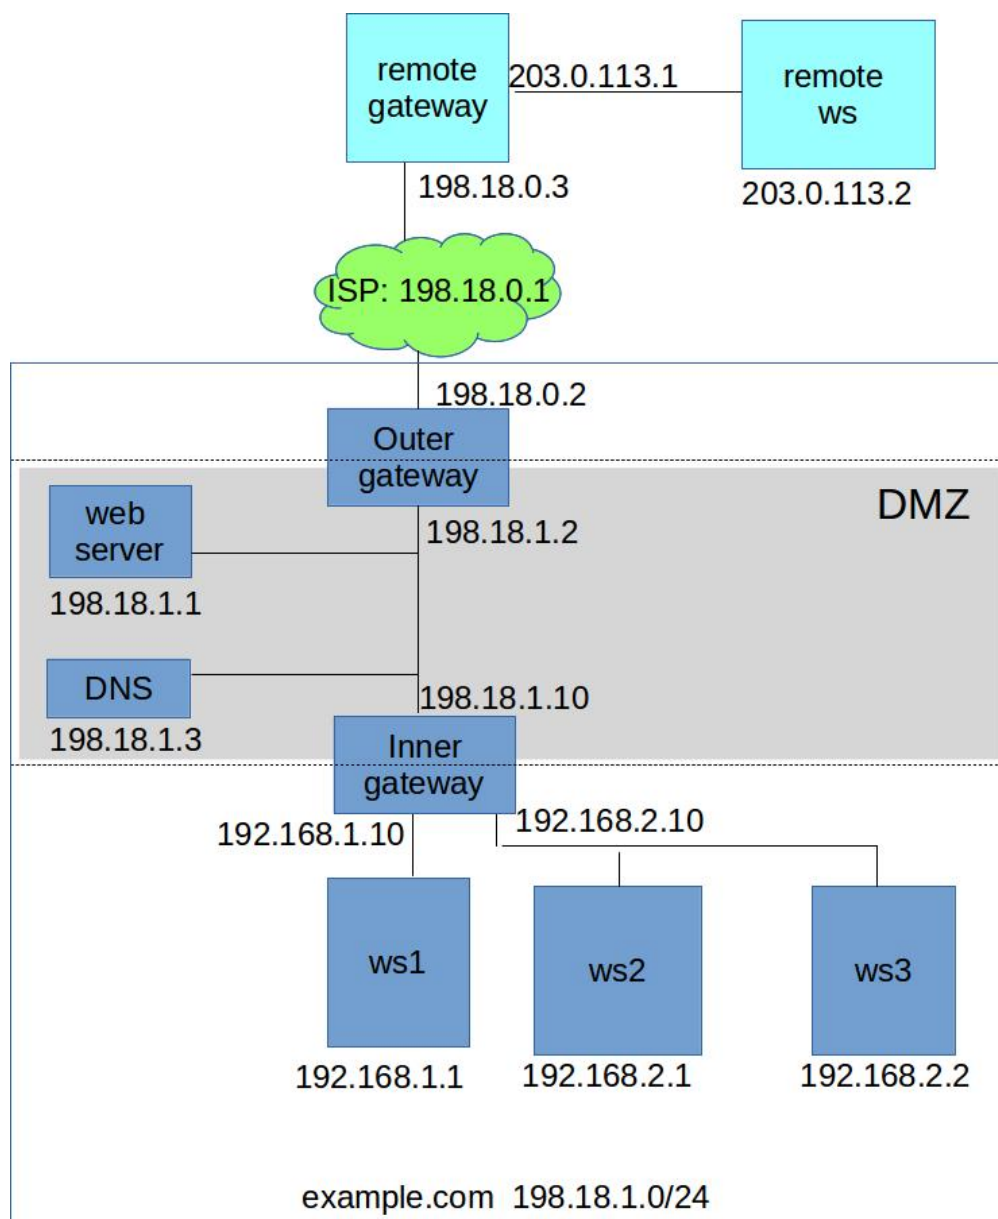 remote
gateway
203.0.113.1
remote
ws
198.18.0.3
203.0.113.2
ISP: 198.18.0.1
198.18.0.2
Outer
gateway
DMZ
web
server
198.18.1.2
198.18.1.1
DNS
198.18.1.10
198.18.1.3
Inner
gateway
192.168.1.10
192.168.2.10
ws1
ws2
ws3
192.168.1.1
192.168.2.1
192.168.2.2
example.com 198.18.1.0/24